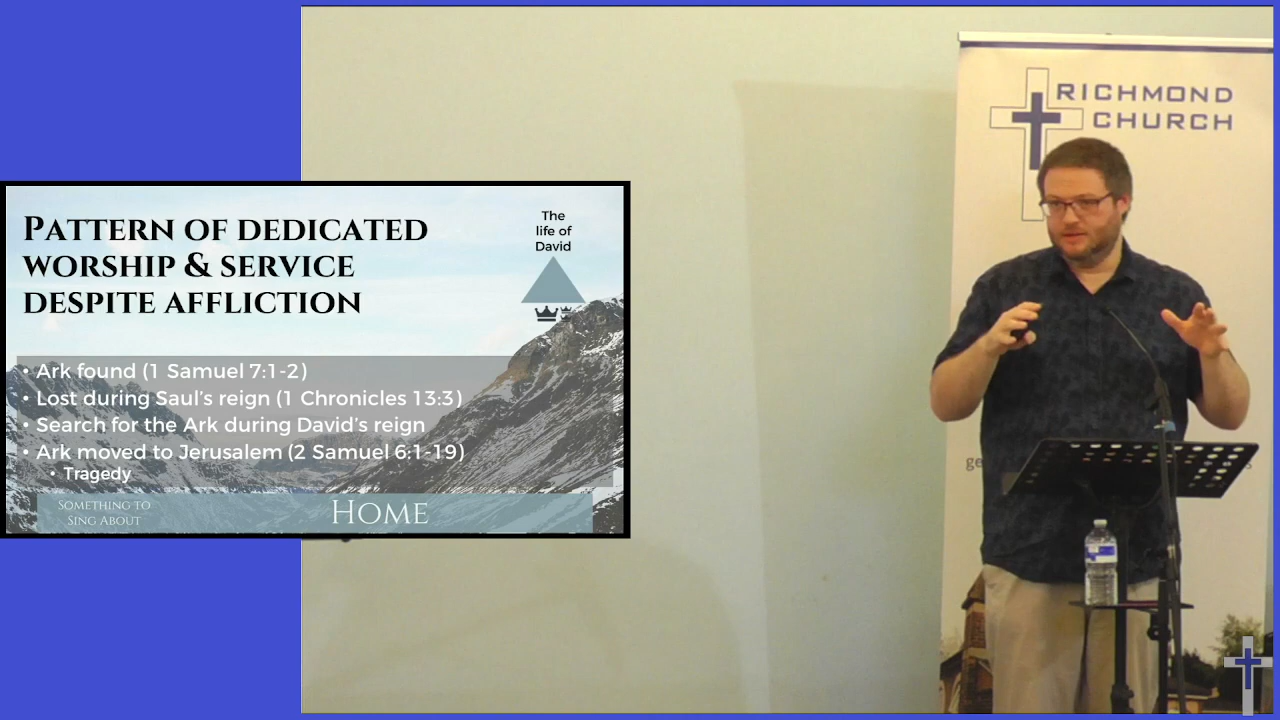 PATTERN OF DEDICATED
WORSHIP & SERVICE
DESPITE AFFLICTION
The
life of
David
• Ark found (1 Samuel 7:1-2)
• Lost during Saul's reign (1 Chronicles 13:3)
• Search for the Ark during David's reign
• Ark moved to Jerusalem (2 Samuel 6:1-19)
• Tragedy
SOMETHING TO
SING ABOUT
HOME
RICHMOND
CHURCH